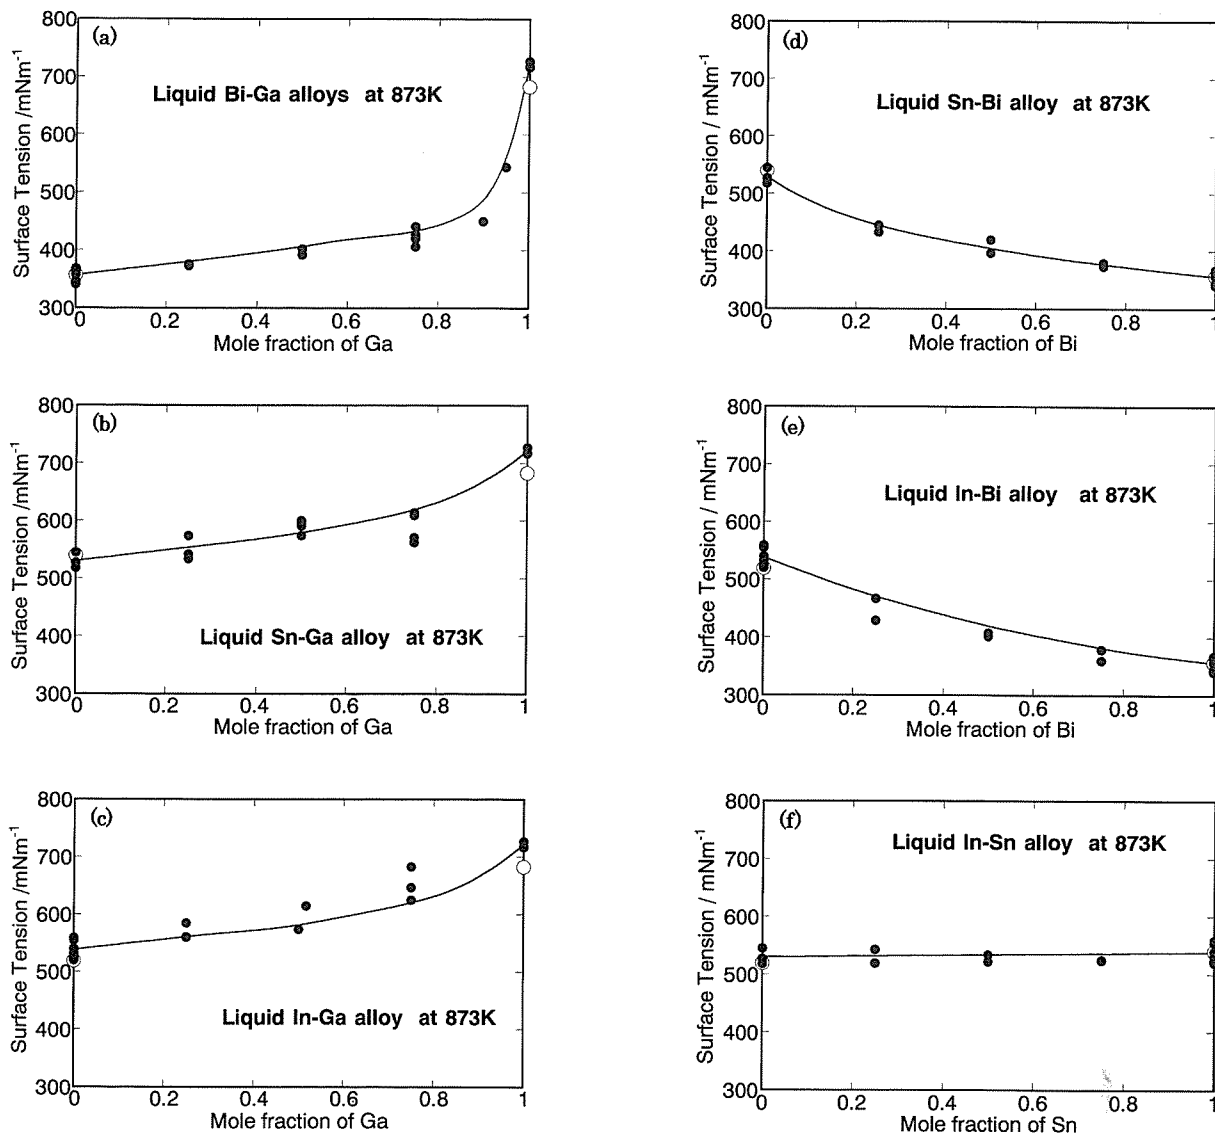 (a)
Liquid Bi-Ga alloys at 873K
Surface Tension /mNm-1
800
700
600
500
400
300
0 0.2 0.4 0.6 0.8 1
Mole fraction of Ga
(b)
Liquid Sn-Ga alloy at 873K
Surface Tension /mNm-1
800
700
600
500
400
300
0 0.2 0.4 0.6 0.8 1
Mole fraction of Ga
(c)
Liquid In-Ga alloy at 873K
Surface Tension /mNm-1
800
700
600
500
400
300
0 0.2 0.4 0.6 0.8 1
Mole fraction of Ga
(d)
Liquid Sn-Bi alloy at 873K
Surface Tension / mNm-1
800
700
600
500
400
300
0 0.2 0.4 0.6 0.8 1
Mole fraction of Bi
(e)
Liquid In-Bi alloy at 873K
Surface Tension / mNm-1
800
700
600
500
400
300
0 0.2 0.4 0.6 0.8 1
Mole fraction of Bi
(f)
Liquid In-Sn alloy at 873K
Surface Tension / mNm-1
800
700
600
500
400
300
0 0.2 0.4 0.6 0.8 1
Mole fraction of Sn